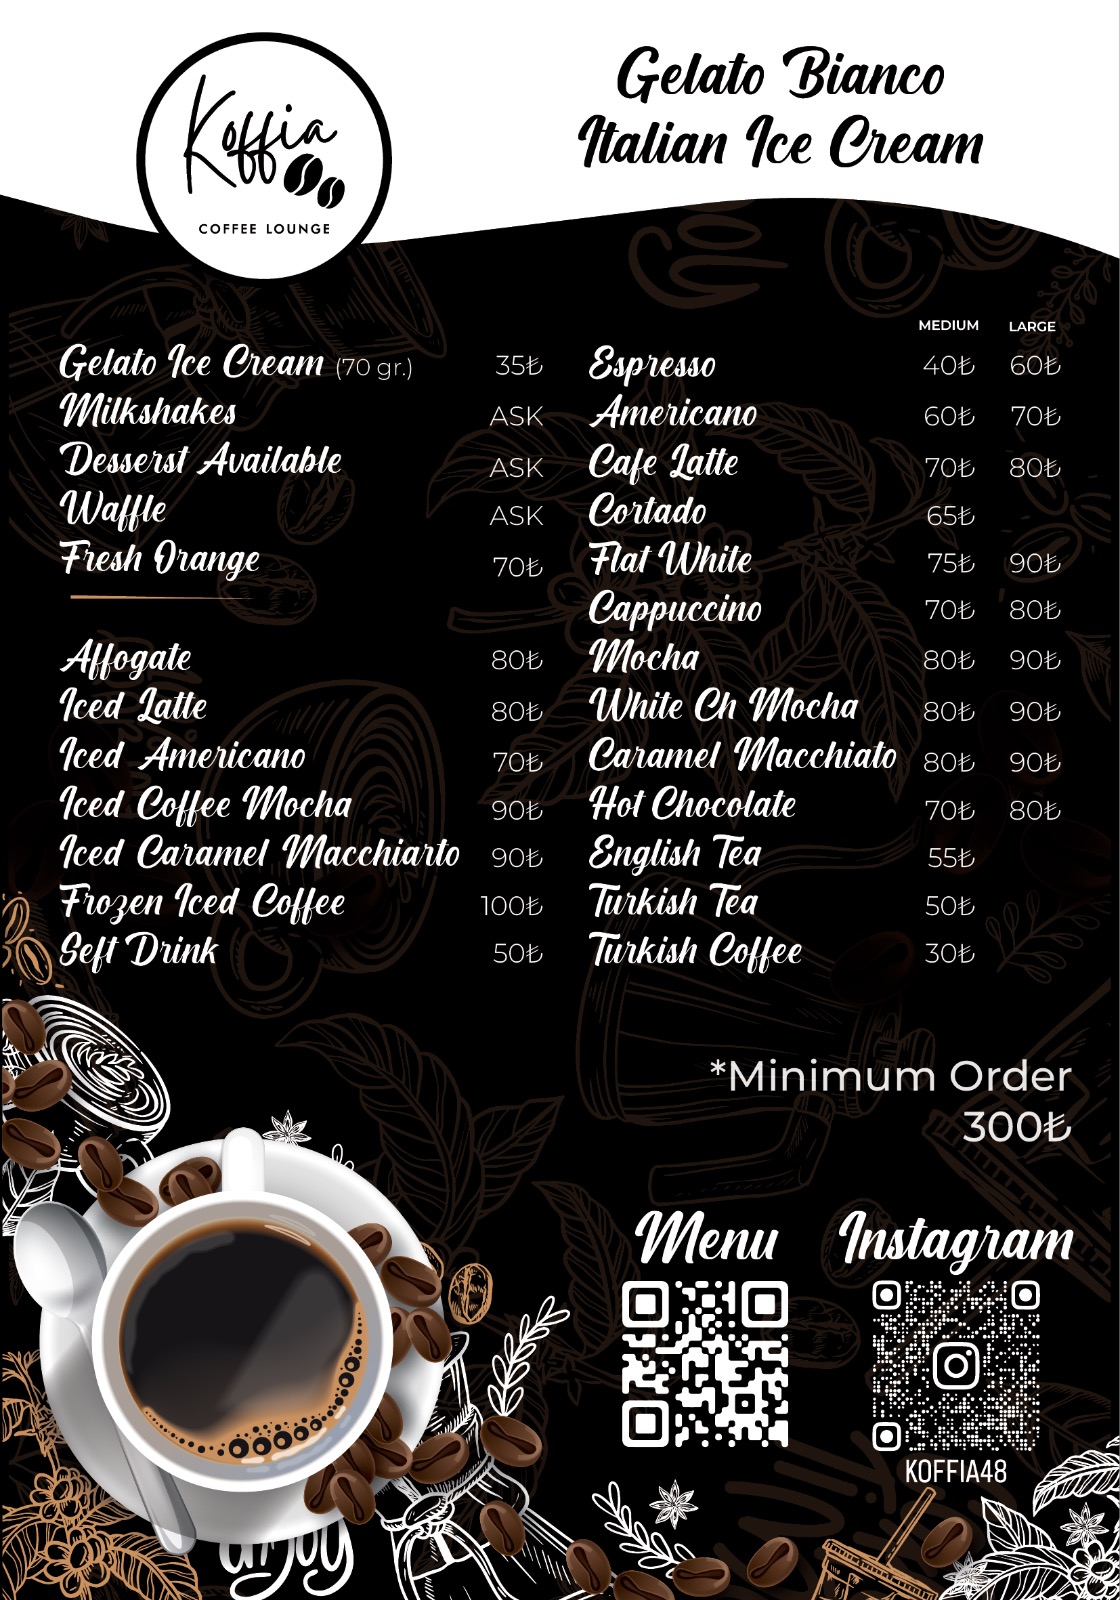 Koffia
COFFEE LOUNGE
Gelato Bianco
Italian Ice Cream
Gelato Ice Cream (70 gr.) 35₺
Milkshakes ASK
Desserst Available ASK
Waffle ASK
Fresh Orange 70₺
Affogate 80₺
Iced Latte 80₺
Iced Americano 70₺
Iced Coffee Mocha 90₺
Iced Caramel Macchiarto 90₺
Frozen Iced Coffee 100₺
Seft Drink 50₺
MEDIUM LARGE
Espresso 40₺ 60₺
Americano 60₺ 70₺
Cafe Latte 70₺ 80₺
Cortado 65₺
Flat White 75₺ 90₺
Cappuccino 70₺ 80₺
Mocha 80₺ 90₺
White Ch Mocha 80₺ 90₺
Caramel Macchiato 80₺ 90₺
Hot Chocolate 70₺ 80₺
English Tea 55₺
Turkish Tea 50₺
Turkish Coffee 30₺
*Minimum Order
300₺
Menu Instagram
KOFFIA48